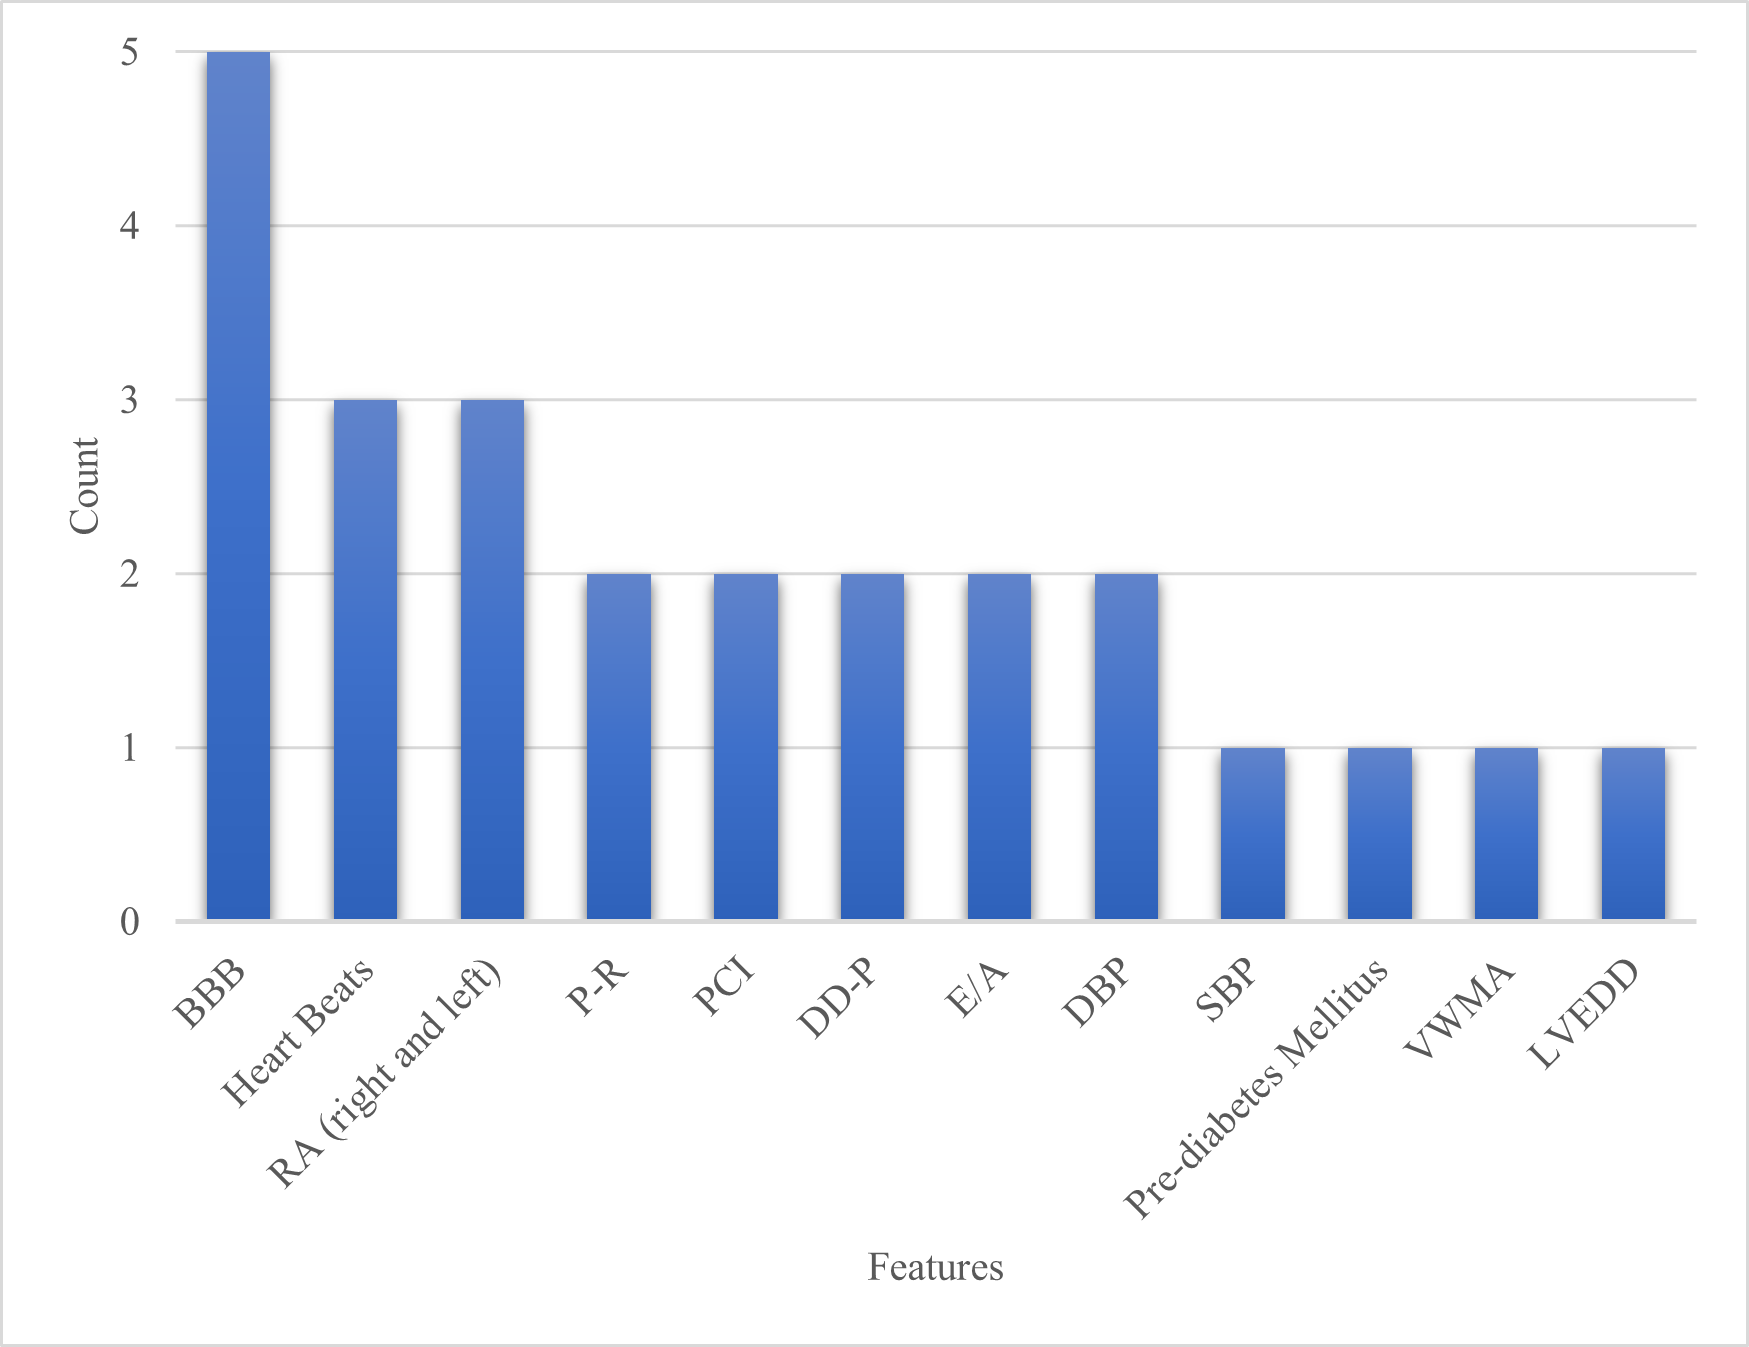 5
4
3
2
1
0
Count
BBB
Heart Beats
RA (right and left)
P-R
PCI
DD-P
E/A
DBP
SBP
Pre-diabetes Mellitus
VWMA
LVEDD
Features